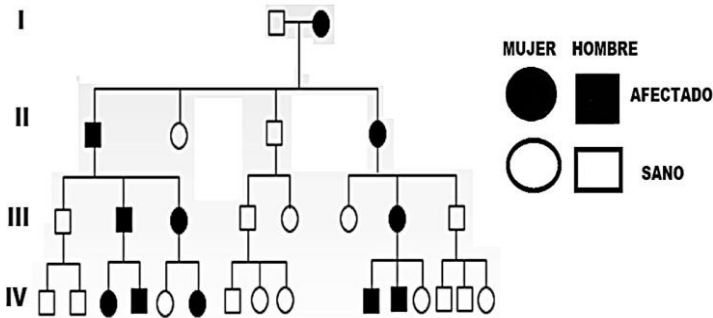 I
MUJER HOMBRE
AFECTADO
II
SANO
III
IV